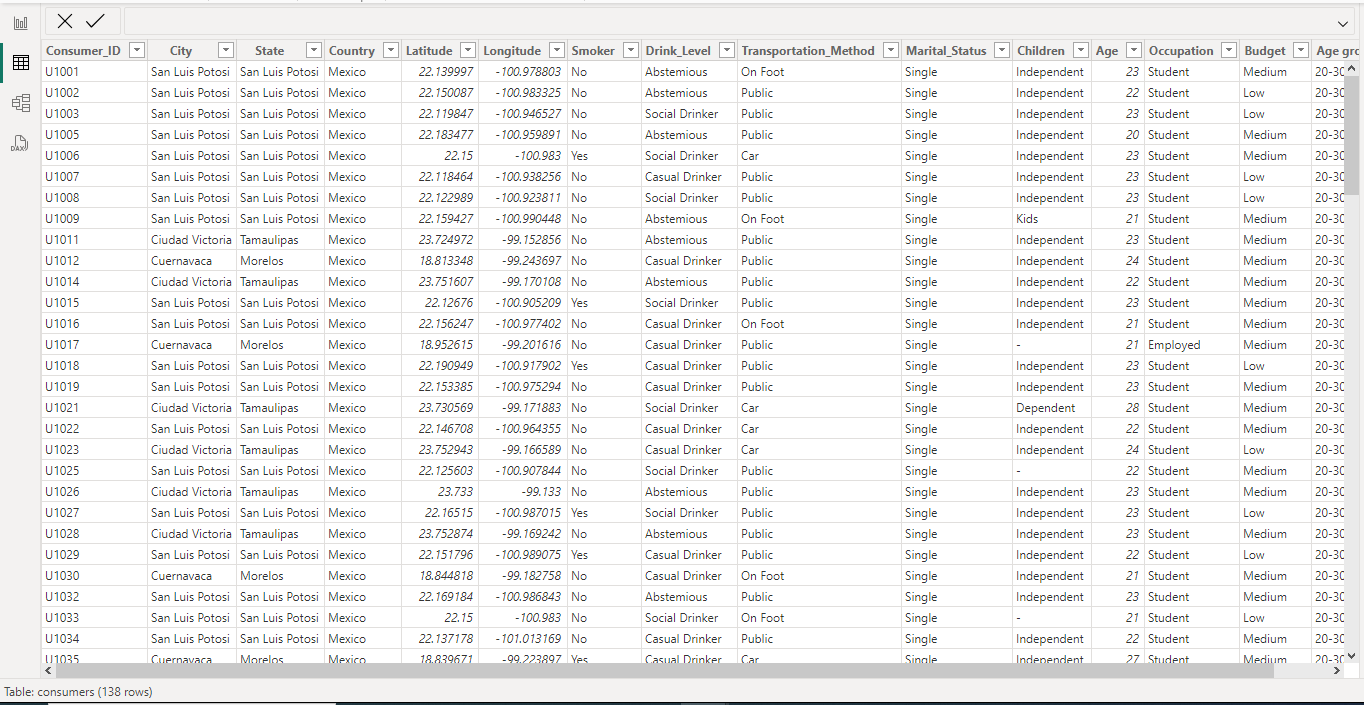 Consumer_ID City State Country Latitude Longitude Smoker Drink_Level Transportation_Method Marital_Status Children Age Occupation Budget Age gro
U1001 San Luis Potosi San Luis Potosi Mexico 22.139997 -100.978803 No Abstemious On Foot Single Independent 23 Student Medium 20-30
U1002 San Luis Potosi San Luis Potosi Mexico 22.150087 -100.983325 No Abstemious Public Single Independent 22 Student Low 20-30
U1003 San Luis Potosi San Luis Potosi Mexico 22.119847 -100.946527 No Social Drinker Public Single Independent 23 Student Low 20-30
U1005 San Luis Potosi San Luis Potosi Mexico 22.183477 -100.959891 No Abstemious Public Single Independent 20 Student Medium 20-30
U1006 San Luis Potosi San Luis Potosi Mexico 22.15 -100.983 Yes Social Drinker Car Single Independent 23 Student Medium 20-30
U1007 San Luis Potosi San Luis Potosi Mexico 22.118464 -100.938256 No Casual Drinker Public Single Independent 23 Student Low 20-30
U1008 San Luis Potosi San Luis Potosi Mexico 22.122989 -100.923811 No Social Drinker Public Single Independent 23 Student Low 20-30
U1009 San Luis Potosi San Luis Potosi Mexico 22.159427 -100.990448 No Abstemious On Foot Single Kids 21 Student Medium 20-30
U1011 Ciudad Victoria Tamaulipas Mexico 23.724972 -99.152856 No Abstemious Public Single Independent 23 Student Medium 20-30
U1012 Cuernavaca Morelos Mexico 18.813348 -99.243697 No Casual Drinker Public Single Independent 24 Student Medium 20-30
U1014 Ciudad Victoria Tamaulipas Mexico 23.751607 -99.170108 No Abstemious Public Single Independent 22 Student Medium 20-30
U1015 San Luis Potosi San Luis Potosi Mexico 22.12676 -100.905209 Yes Social Drinker Public Single Independent 23 Student Medium 20-30
U1016 San Luis Potosi San Luis Potosi Mexico 22.156247 -100.977402 No Casual Drinker On Foot Single Independent 21 Student Medium 20-30
U1017 Cuernavaca Morelos Mexico 18.952615 -99.201616 No Casual Drinker Public Single - 21 Employed Medium 20-30
U1018 San Luis Potosi San Luis Potosi Mexico 22.190949 -100.917902 Yes Casual Drinker Public Single Independent 23 Student Low 20-30
U1019 San Luis Potosi San Luis Potosi Mexico 22.153385 -100.975294 No Casual Drinker Public Single Independent 23 Student Medium 20-30
U1021 Ciudad Victoria Tamaulipas Mexico 23.730569 -99.171883 No Social Drinker Car Single Dependent 28 Student Medium 20-30
U1022 San Luis Potosi San Luis Potosi Mexico 22.146708 -100.964355 No Casual Drinker Car Single Independent 22 Student Medium 20-30
U1023 Ciudad Victoria Tamaulipas Mexico 23.752943 -99.166589 No Casual Drinker Car Single Independent 24 Student Low 20-30
U1025 San Luis Potosi San Luis Potosi Mexico 22.125603 -100.907844 No Social Drinker Public Single - 22 Student Medium 20-30
U1026 Ciudad Victoria Tamaulipas Mexico 23.733 -99.133 No Abstemious Public Single Independent 23 Student Medium 20-30
U1027 San Luis Potosi San Luis Potosi Mexico 22.16515 -100.987015 Yes Social Drinker Public Single Independent 23 Student Low 20-30
U1028 Ciudad Victoria Tamaulipas Mexico 23.752874 -99.169242 No Abstemious Public Single Independent 23 Student Medium 20-30
U1029 San Luis Potosi San Luis Potosi Mexico 22.151796 -100.989075 Yes Casual Drinker Public Single Independent 22 Student Low 20-30
U1030 Cuernavaca Morelos Mexico 18.844818 -99.182758 No Casual Drinker On Foot Single Independent 21 Student Medium 20-30
U1032 San Luis Potosi San Luis Potosi Mexico 22.169184 -100.986843 No Abstemious Public Single Independent 23 Student Medium 20-30
U1033 San Luis Potosi San Luis Potosi Mexico 22.15 -100.983 No Social Drinker On Foot Single - 21 Student Low 20-30
U1034 San Luis Potosi San Luis Potosi Mexico 22.137178 -101.013169 No Casual Drinker Public Single Independent 22 Student Medium 20-30
U1035 Cuernavaca Morelos Mexico 18.839671 -99.223897 Yes Casual Drinker Car Single Independent 27 Student Medium 20-30
DAX
Table: consumers (138 rows)